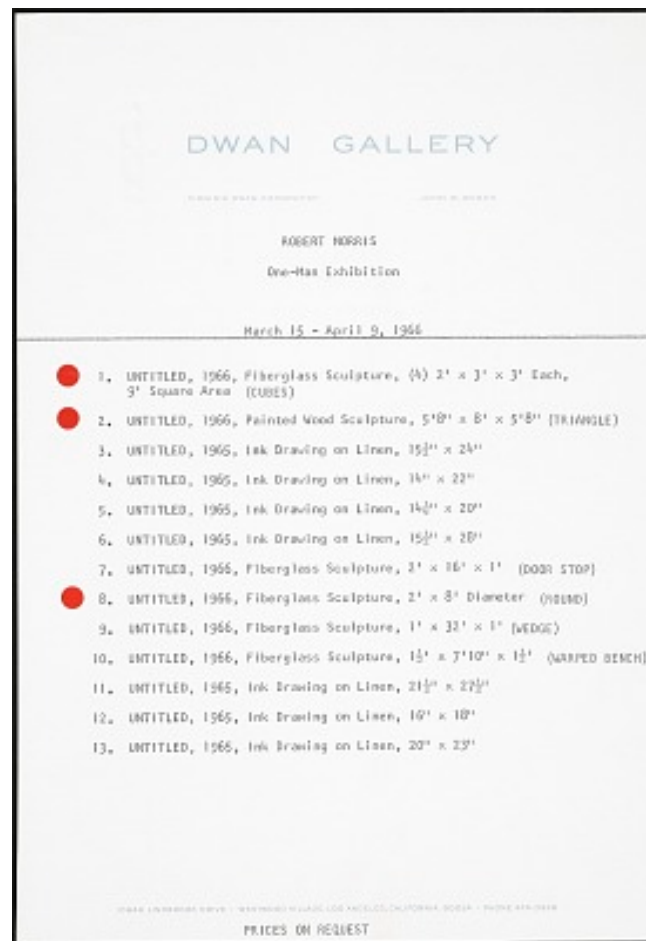 DWAN GALLERY
ROBERT MORRIS
One-Man Exhibition
March 15 - April 9, 1966
1. UNTITLED, 1966, Fiberglass Sculpture, (4) 2' x 3' x 3' Each,
9' Square Area (CUBES)
2. UNTITLED, 1966, Painted Wood Sculpture, 5'8" x 8' x 5'8" (TRIANGLE)
3. UNTITLED, 1965, Ink Drawing on Linen, 15½" x 24"
4. UNTITLED, 1965, Ink Drawing on Linen, 14" x 22"
5. UNTITLED, 1965, Ink Drawing on Linen, 20"
6. UNTITLED, 1965, Ink Drawing on Linen, 15½" x 28"
7. UNTITLED, 1966, Fiberglass Sculpture, 2' x 16' x 1' (DOOR STOP)
8. UNTITLED, 1966, Fiberglass Sculpture, 2' x 8' Diameter (ROUND)
9. UNTITLED, 1966, Fiberglass Sculpture, 1' x 32' x 1' (WEDGE)
10. UNTITLED, 1966, Fiberglass Sculpture, 1½' x 7'10" x 1½' (WARPED BENCH)
11. UNTITLED, 1965, Ink Drawing on Linen, 21½" x 27½"
12. UNTITLED, 1965, Ink Drawing on Linen, 16" x 18"
13. UNTITLED, 1965, Ink Drawing on Linen, 20" x 23"
PRICES ON REQUEST